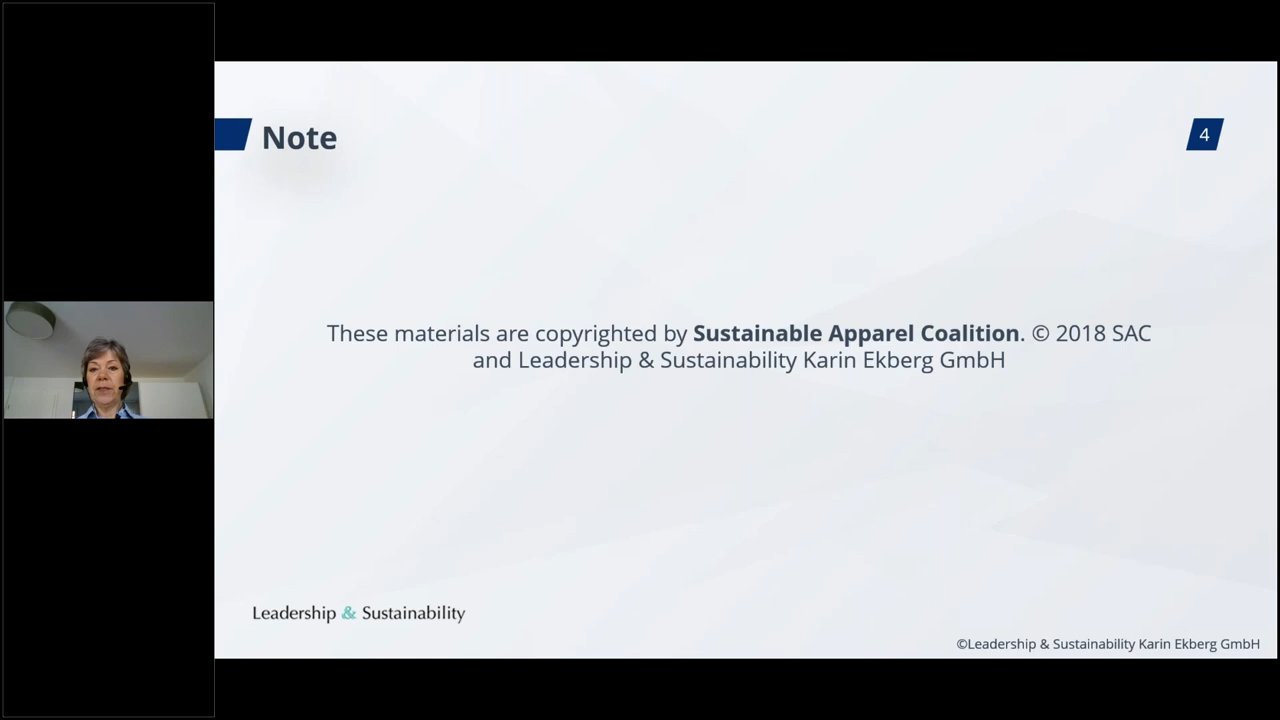 Note
4
These materials are copyrighted by Sustainable Apparel Coalition. © 2018 SAC
and Leadership & Sustainability Karin Ekberg GmbH
Leadership & Sustainability
©Leadership & Sustainability Karin Ekberg GmbH